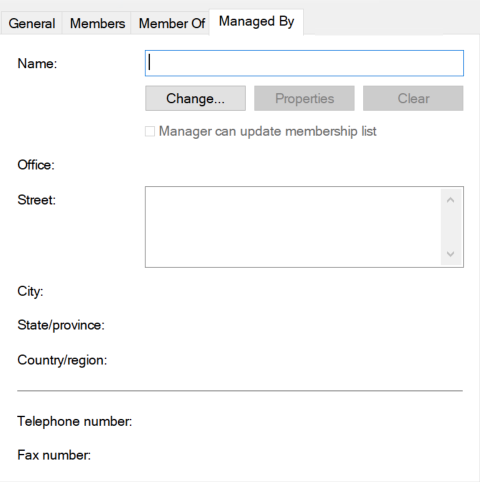 General Members Member Of Managed By
Name:
Change... Properties Clear
Manager can update membership list
Office:
Street:
City:
State/province:
Country/region:
Telephone number:
Fax number: